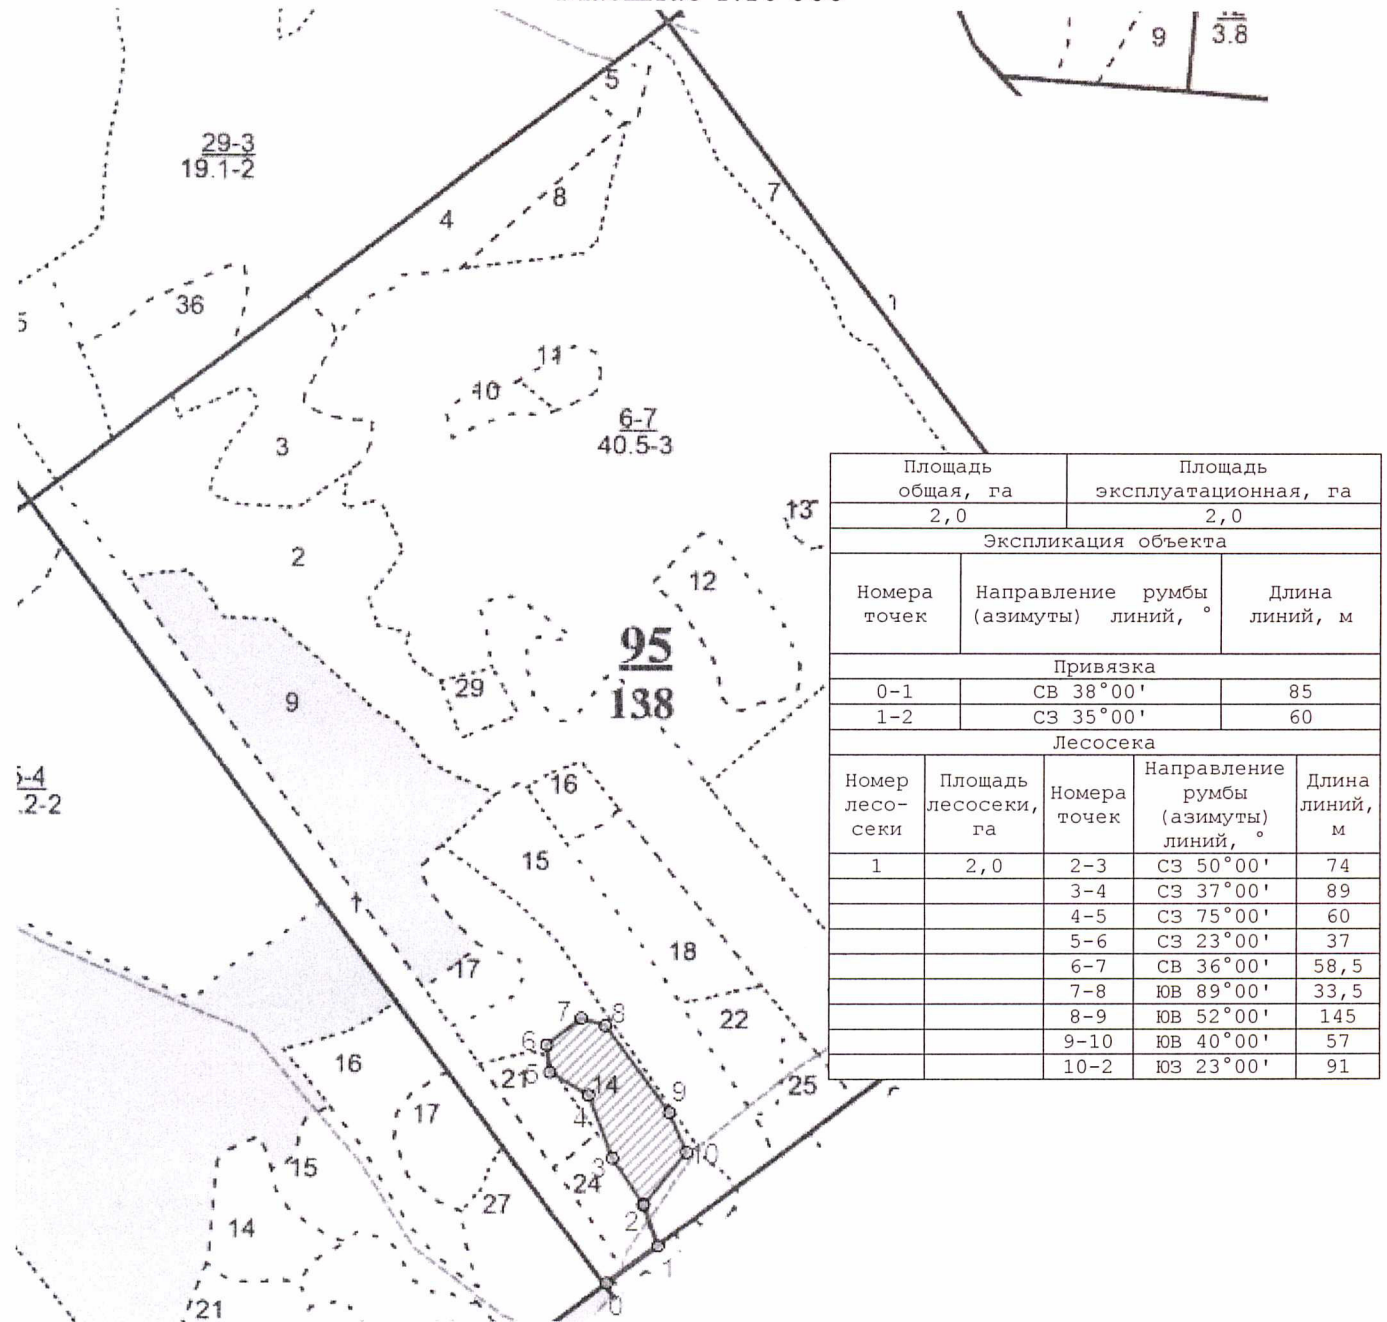 3.8
9
5
29-3
19.1-2
7
8
4
36
5
11
10
6-7
40.5-3
3
13
2
12
95
138
29
9
16
15
18
17
22
16
21
25
17
24
15
27
14
21
14
7
8
6
5
4
9
3
10
2
1
0
Площадь общая, га | Площадь эксплуатационная, га
2,0 | 2,0
Экспликация объекта
Номера точек | Направление румбы (азимуты) линий, ° | Длина линий, м
Привязка
0-1 | СВ 38°00' | 85
1-2 | СЗ 35°00' | 60
Лесосека
Номер лесо-секи | Площадь лесосеки, га | Номера точек | Направление румбы (азимуты) линий, ° | Длина линий, м
1 | 2,0 | 2-3 | СЗ 50°00' | 74
3-4 | СЗ 37°00' | 89
4-5 | СЗ 75°00' | 60
5-6 | СЗ 23°00' | 37
6-7 | СВ 36°00' | 58,5
7-8 | ЮВ 89°00' | 33,5
8-9 | ЮВ 52°00' | 145
9-10 | ЮВ 40°00' | 57
10-2 | ЮЗ 23°00' | 91